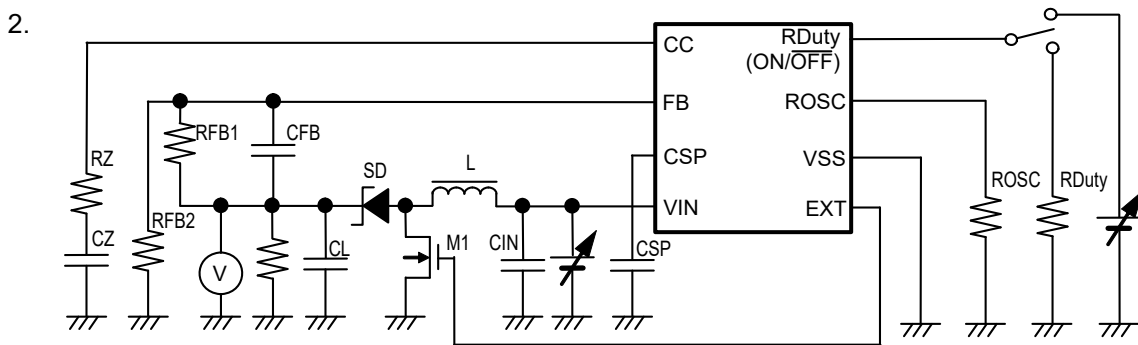 2.
CC
RDuty
(ON/OFF)
FB
ROSC
CSP
VSS
VIN
EXT
RFB1
CFB
RZ
SD
L
ROSC
RDuty
RFB2
M1
CIN
CSP
CZ
V
CL